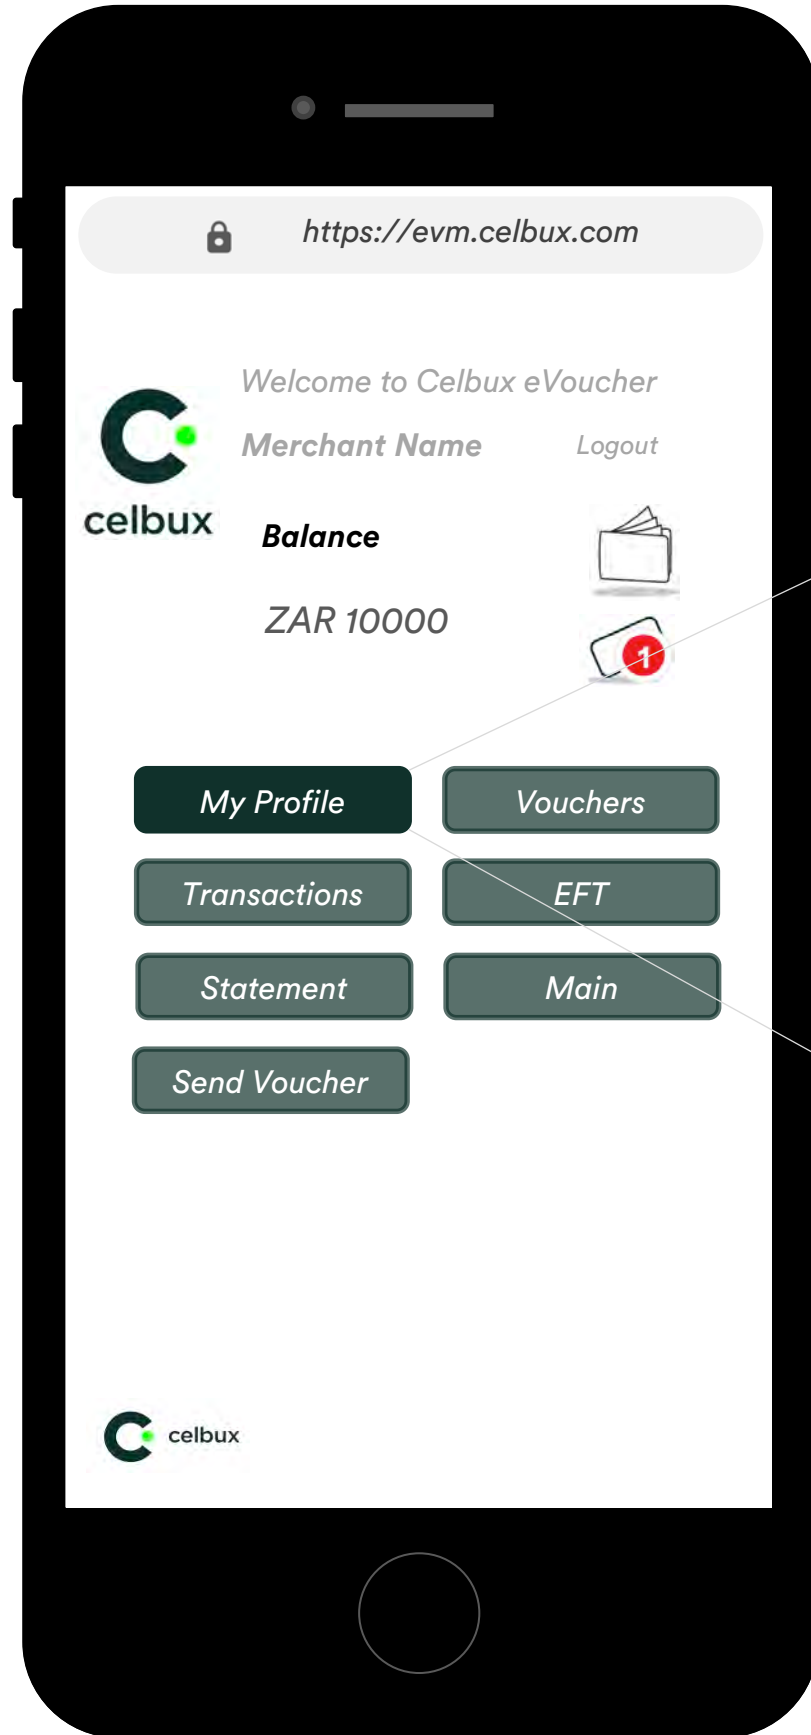 https://evm.celbux.com
Welcome to Celbux eVoucher
Merchant Name Logout
celbux
Balance
ZAR 10000
1
My Profile Vouchers
Transactions EFT
Statement Main
Send Voucher
celbux